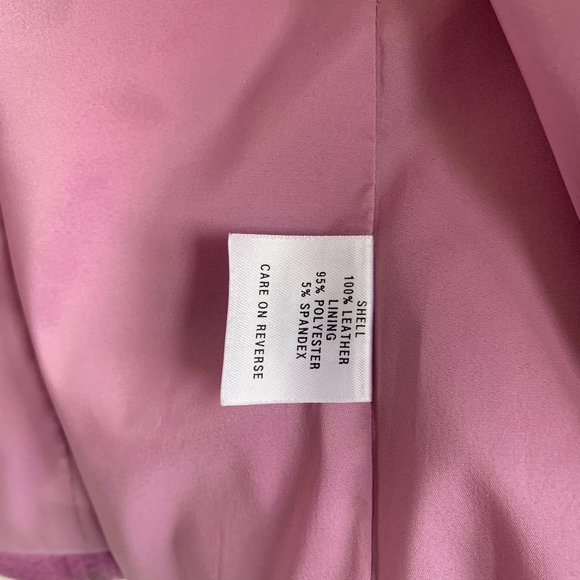 SHELL
100% LEATHER
LINING
95% POLYESTER
5% SPANDEX
CARE ON REVERSE